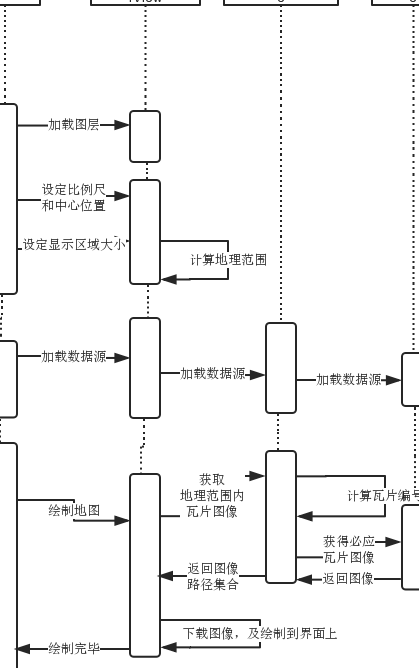 加载图层
设定比例尺
和中心位置
设定显示区域大小
计算地理范围
加载数据源
加载数据源
加载数据源
绘制地图
获取
地理范围内
瓦片图像
计算瓦片编号
获得必应
瓦片图像
返回图像
路径集合
返回图像
下载图像，及绘制到界面上
绘制完毕